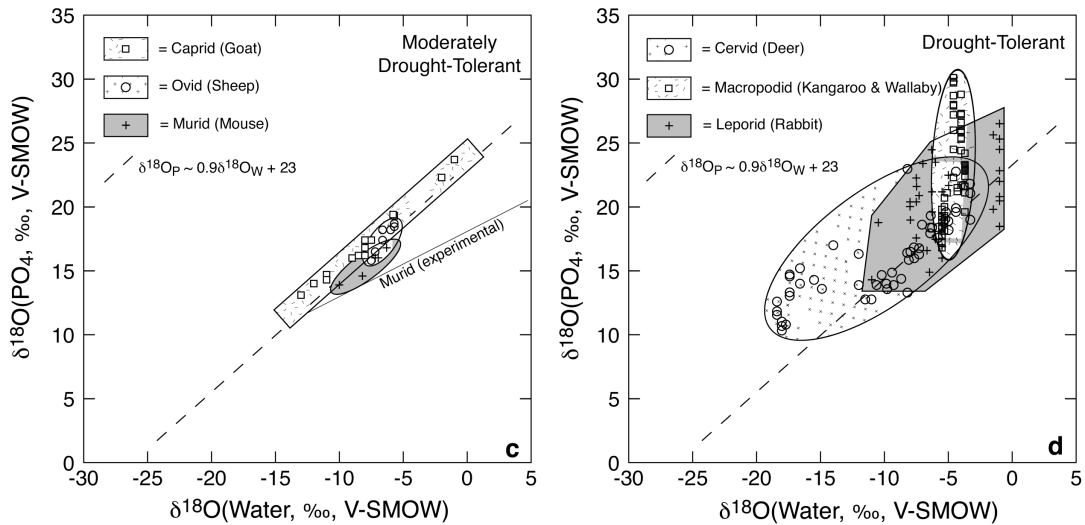 35
30
25
20
15
10
5
0
-30
-25
-20
-15
-10
-5
0
5
δ18O(PO4, ‰, V-SMOW)
δ18O(Water, ‰, V-SMOW)
Moderately
Drought-Tolerant
= Caprid (Goat)
= Ovid (Sheep)
= Murid (Mouse)
δ18OP ~ 0.9δ18OW + 23
Murid (experimental)
c
35
30
25
20
15
10
5
0
-30
-25
-20
-15
-10
-5
0
5
δ18O(PO4, ‰, V-SMOW)
δ18O(Water, ‰, V-SMOW)
Drought-Tolerant
= Cervid (Deer)
= Macropodid (Kangaroo & Wallaby)
= Leporid (Rabbit)
δ18OP ~ 0.9δ18OW + 23
d